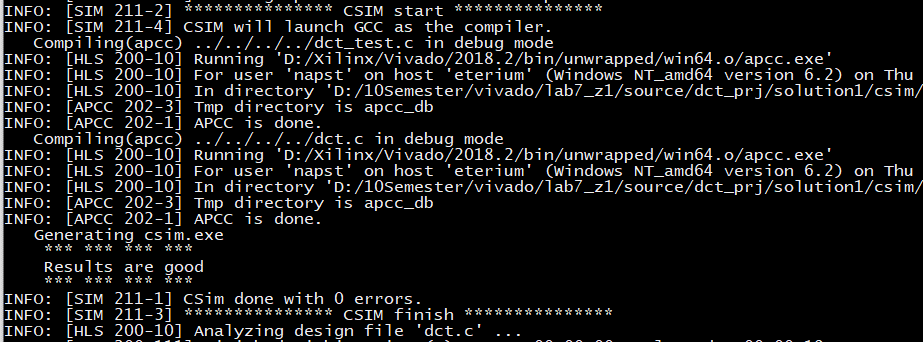 INFO: [SIM 211-2] *************** CSIM start ***************
INFO: [SIM 211-4] CSIM will launch GCC as the compiler.
Compiling(apcc) ../../../../dct_test.c in debug mode
INFO: [HLS 200-10] Running 'D:/Xilinx/Vivado/2018.2/bin/unwrapped/win64.o/apcc.exe'
INFO: [HLS 200-10] For user 'napst' on host 'eterium' (Windows NT_amd64 version 6.2) on Thu
INFO: [HLS 200-10] In directory 'D:/10Semester/vivado/lab7_z1/source/dct_prj/solution1/csim/
INFO: [APCC 202-3] Tmp directory is apcc_db
INFO: [APCC 202-1] APCC is done.
Compiling(apcc) ../../../../dct.c in debug mode
INFO: [HLS 200-10] Running 'D:/Xilinx/Vivado/2018.2/bin/unwrapped/win64.o/apcc.exe'
INFO: [HLS 200-10] For user 'napst' on host 'eterium' (Windows NT_amd64 version 6.2) on Thu
INFO: [HLS 200-10] In directory 'D:/10Semester/vivado/lab7_z1/source/dct_prj/solution1/csim/
INFO: [APCC 202-3] Tmp directory is apcc_db
INFO: [APCC 202-1] APCC is done.
Generating csim.exe
*** *** *** ***
Results are good
*** *** *** ***
INFO: [SIM 211-1] CSim done with 0 errors.
INFO: [SIM 211-3] *************** CSIM finish ***************
INFO: [HLS 200-10] Analyzing design file 'dct.c' ...